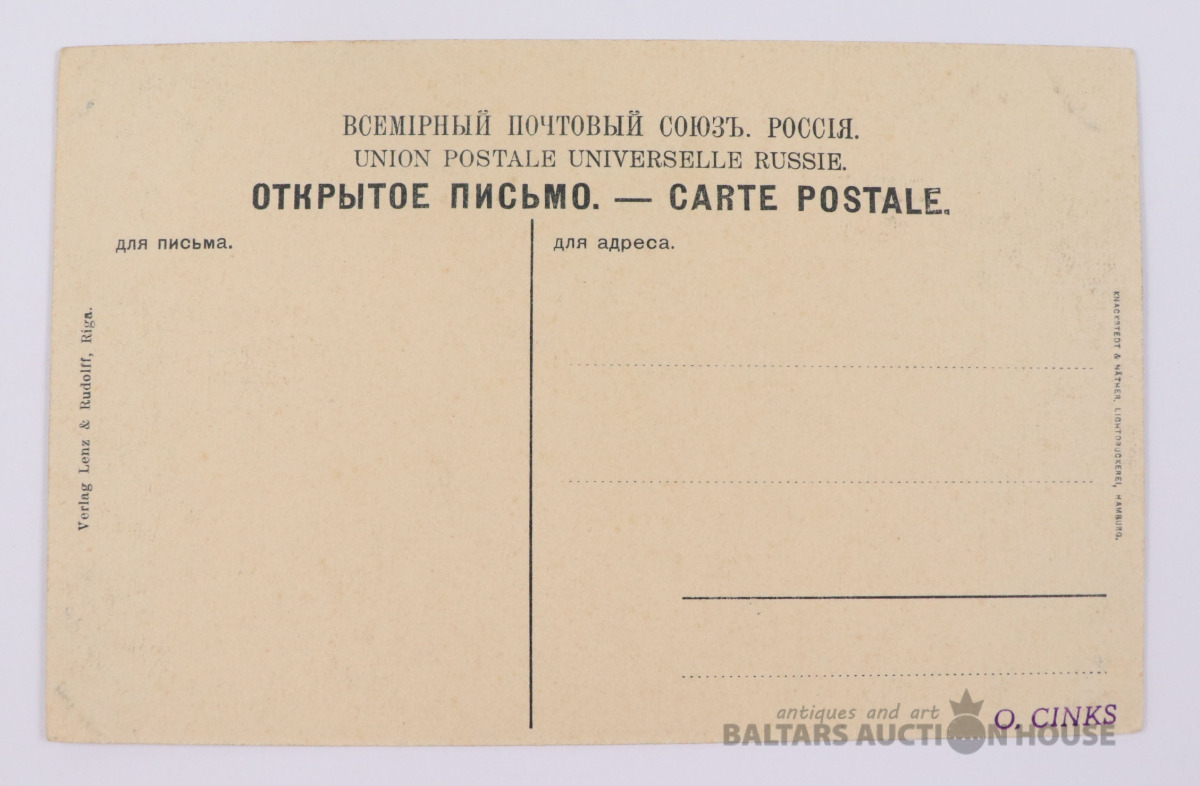 ВСЕМІРНЫЙ ПОЧТОВЫЙ СОЮЗЪ. РОССІЯ.
UNION POSTALE UNIVERSELLE RUSSIE.
ОТКРЫТОЕ ПИСЬМО. — CARTE POSTALE.
для письма.
для адреса.
Verlag Lenz & Rudolff, Riga.
KNACKSTEDT & NÄTHER, LICHTDRUCKEREI, HAMBURG.
O. CINKS
antiques and art
BALTARS AUCTION HOUSE